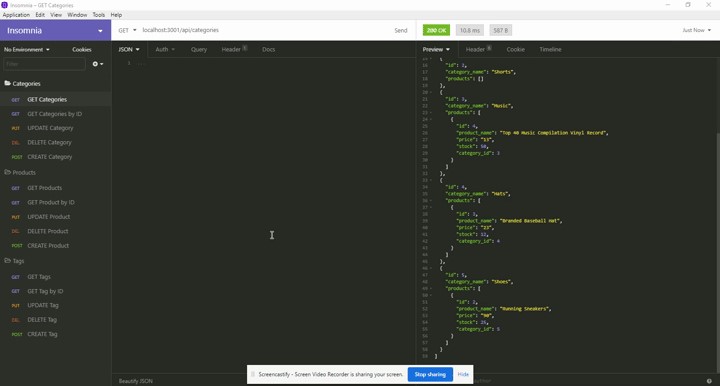 Insomnia – GET Categories
Application Edit View Window Tools Help
Insomnia
GET localhost:3001/api/categories Send
200 OK 10.8 ms 587 B Just Now
No Environment Cookies
JSON Auth Query Header Docs
Preview Header Cookie Timeline
Filter
1 ...
Categories
GET GET Categories
GET GET Categories by ID
PUT UPDATE Category
DEL DELETE Category
POST CREATE Category
Products
GET GET Products
GET GET Product by ID
PUT UPDATE Product
DEL DELETE Product
POST CREATE Product
Tags
GET GET Tags
GET GET Tag by ID
PUT UPDATE Tag
DEL DELETE Tag
POST CREATE Tag
{
"id": 2,
"category_name": "Shorts",
"products": []
},
{
"id": 3,
"category_name": "Music",
"products": [
{
"id": 4,
"product_name": "Top 40 Music Compilation Vinyl Record",
"stock": 50,
"category_id": 3
}
]
},
{
"id": 4,
"category_name": "Hats",
"products": [
{
"id": 3,
"product_name": "Branded Baseball Hat",
"stock": 12,
"category_id": 4
}
]
},
{
"id": 5,
"category_name": "Shoes",
"products": [
{
"id": 2,
"product_name": "Running Sneakers",
"price": "90",
"stock": 25,
"category_id": 5
}
]
}
]
Beautify JSON
Screencastify - Screen Video Recorder is sharing your screen. Stop sharing Hide